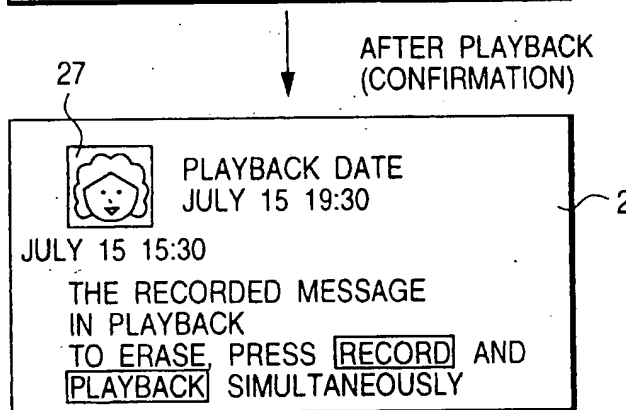 AFTER PLAYBACK
(CONFIRMATION)
27
PLAYBACK DATE
JULY 15 19:30
2
JULY 15 15:30
THE RECORDED MESSAGE
IN PLAYBACK
TO ERASE, PRESS RECORD AND
PLAYBACK SIMULTANEOUSLY